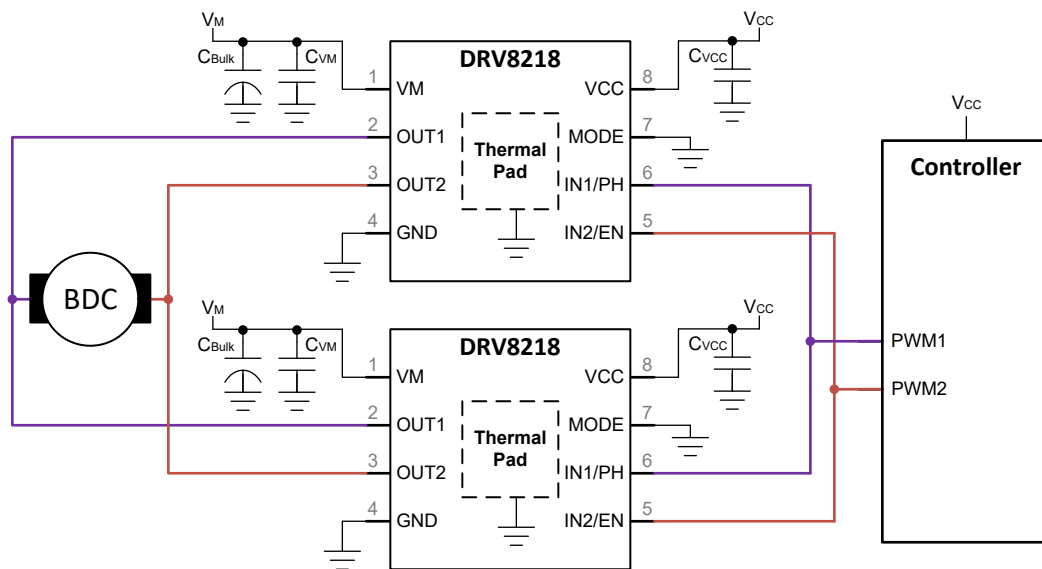 VM
CBulk
CVM
DRV8218
VCC
CVCC
1
VM
VCC
8
2
OUT1
MODE
7
Thermal
Pad
3
OUT2
IN1/PH
6
4
GND
IN2/EN
5
VCC
Controller
PWM1
PWM2
BDC
VM
CBulk
CVM
DRV8218
VCC
CVCC
1
VM
VCC
8
2
OUT1
MODE
7
Thermal
Pad
3
OUT2
IN1/PH
6
4
GND
IN2/EN
5